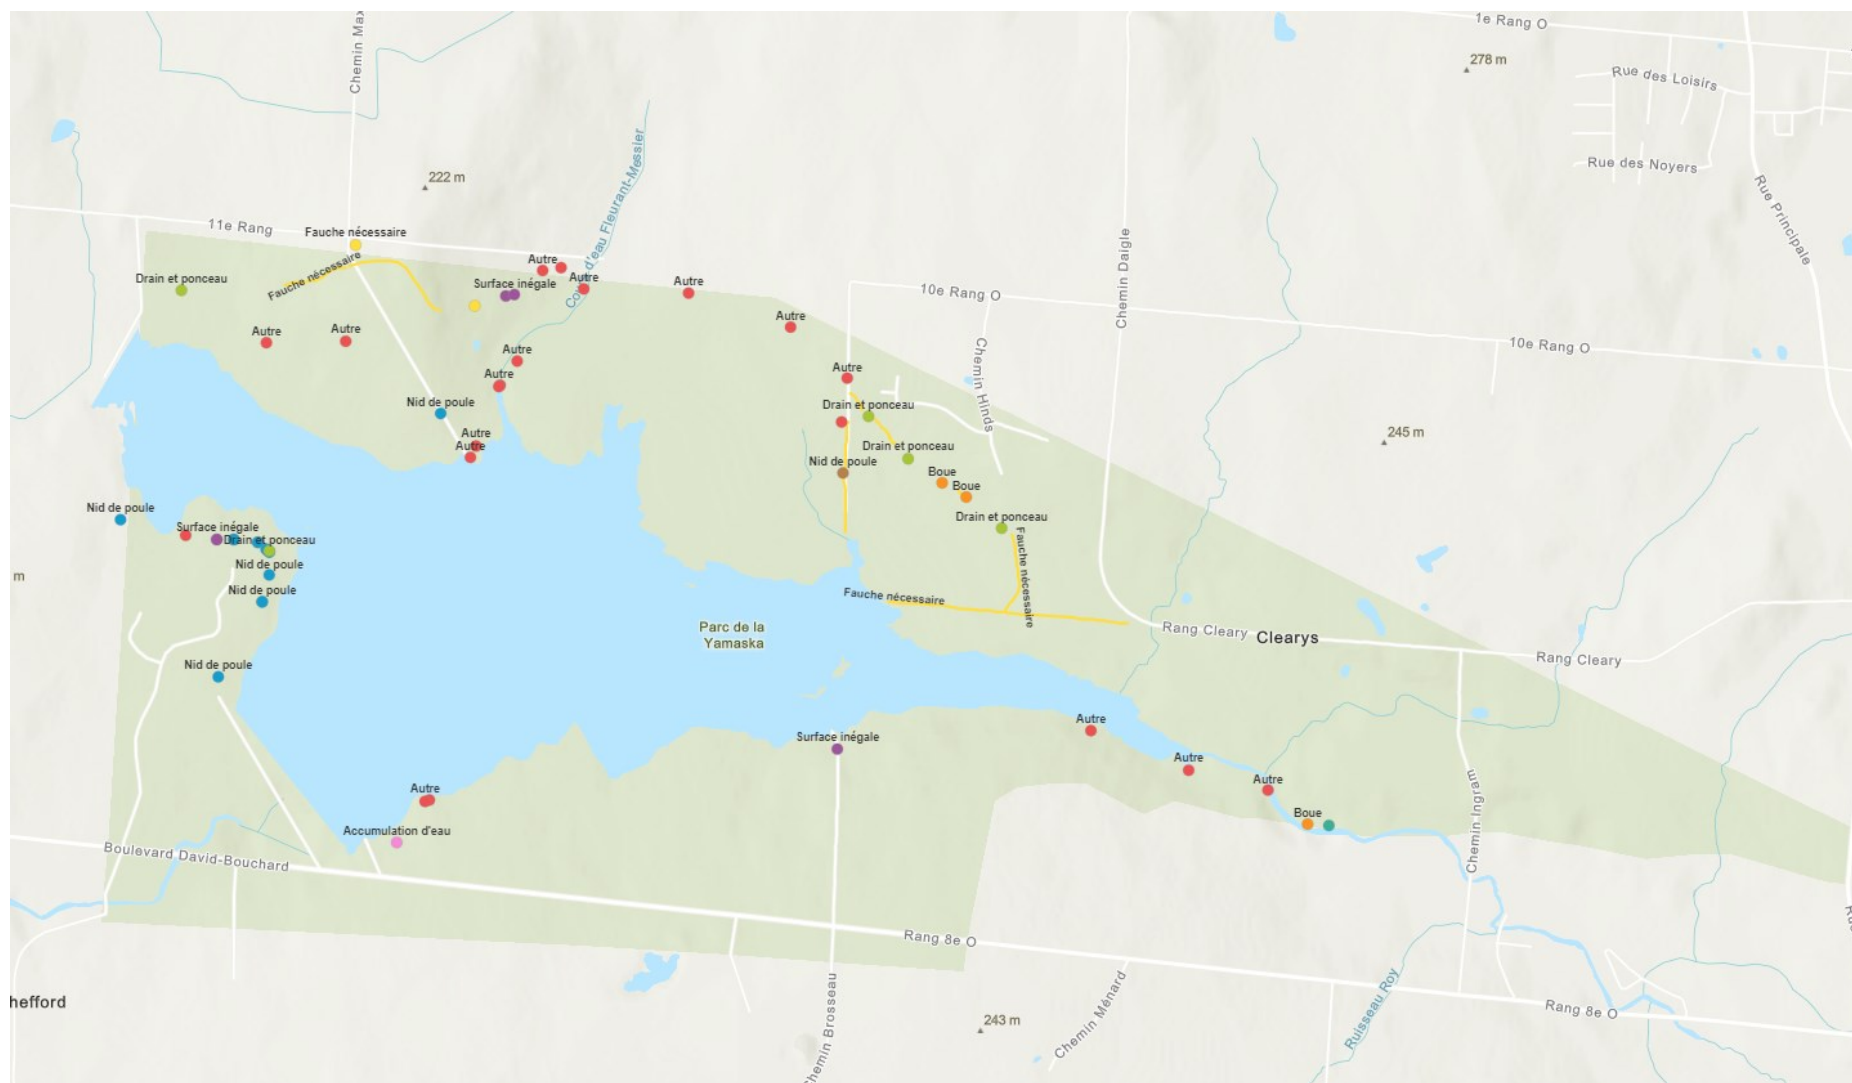 1e Rang O
Chemin Max
278 m
Rue des Loisirs
Rue des Noyers
Rue Principale
222 m
Cours d'eau Fleurant-Messier
11e Rang
Fauche nécessaire
Fauche nécessaire
Drain et ponceau
Autre
Autre
Surface inégale
Autre
Autre
Chemin Daigle
10e Rang O
Autre
Autre
Autre
Autre
10e Rang O
Autre
Chemin Hinds
Autre
Nid de poule
Drain et ponceau
Autre
Autre
245 m
Drain et ponceau
Nid de poule
Boue
Boue
Nid de poule
Drain et ponceau
Surface inégale
Drain et ponceau
Nid de poule
m
Fauche nécessaire
Nid de poule
Fauche nécessaire
Parc de la
Yamaska
Rang Cleary
Clearys
Rang Cleary
Nid de poule
Autre
Surface inégale
Autre
Autre
Autre
Boue
Chemin Ingram
Accumulation d'eau
Boulevard David-Bouchard
Rang 8e O
hefford
Chemin Brosseau
243 m
Chemin Ménard
Ruisseau Roy
Rang 8e O
Ru